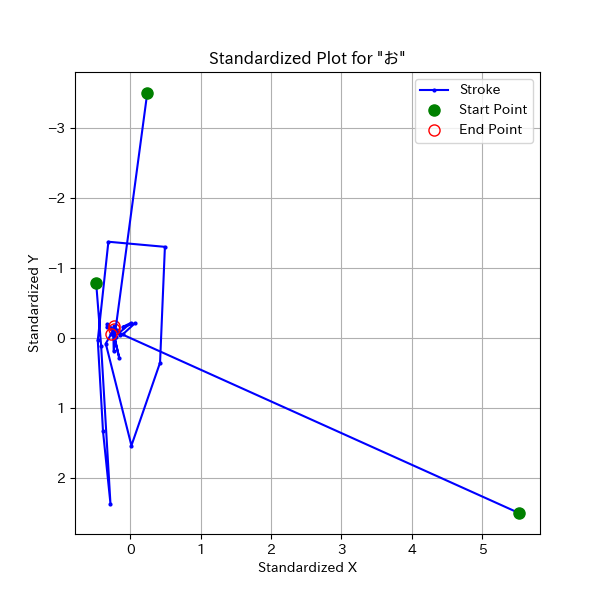 Standardized Plot for "お"
Stroke
Start Point
End Point
−3
−2
−1
0
1
2
Standardized Y
0 1 2 3 4 5
Standardized X